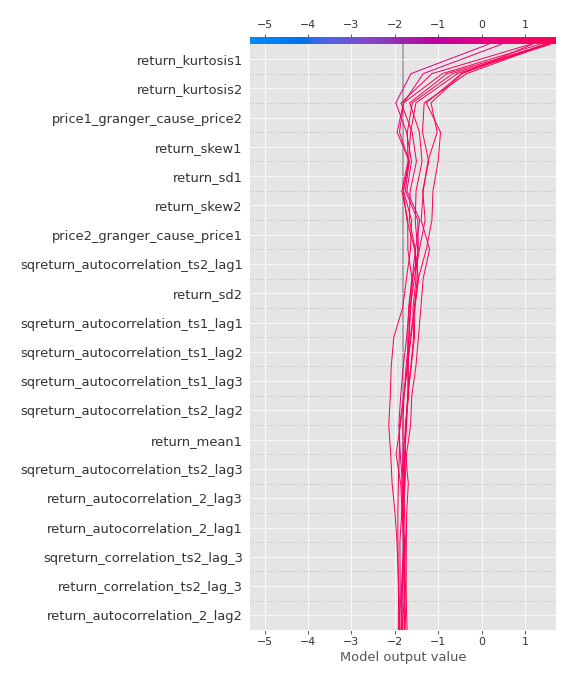 −5 −4 −3 −2 −1 0 1
return_kurtosis1
return_kurtosis2
price1_granger_cause_price2
return_skew1
return_sd1
return_skew2
price2_granger_cause_price1
sqreturn_autocorrelation_ts2_lag1
return_sd2
sqreturn_autocorrelation_ts1_lag1
sqreturn_autocorrelation_ts1_lag2
sqreturn_autocorrelation_ts1_lag3
sqreturn_autocorrelation_ts2_lag2
return_mean1
sqreturn_autocorrelation_ts2_lag3
return_autocorrelation_2_lag3
return_autocorrelation_2_lag1
sqreturn_correlation_ts2_lag_3
return_correlation_ts2_lag_3
return_autocorrelation_2_lag2
−5 −4 −3 −2 −1 0 1
Model output value